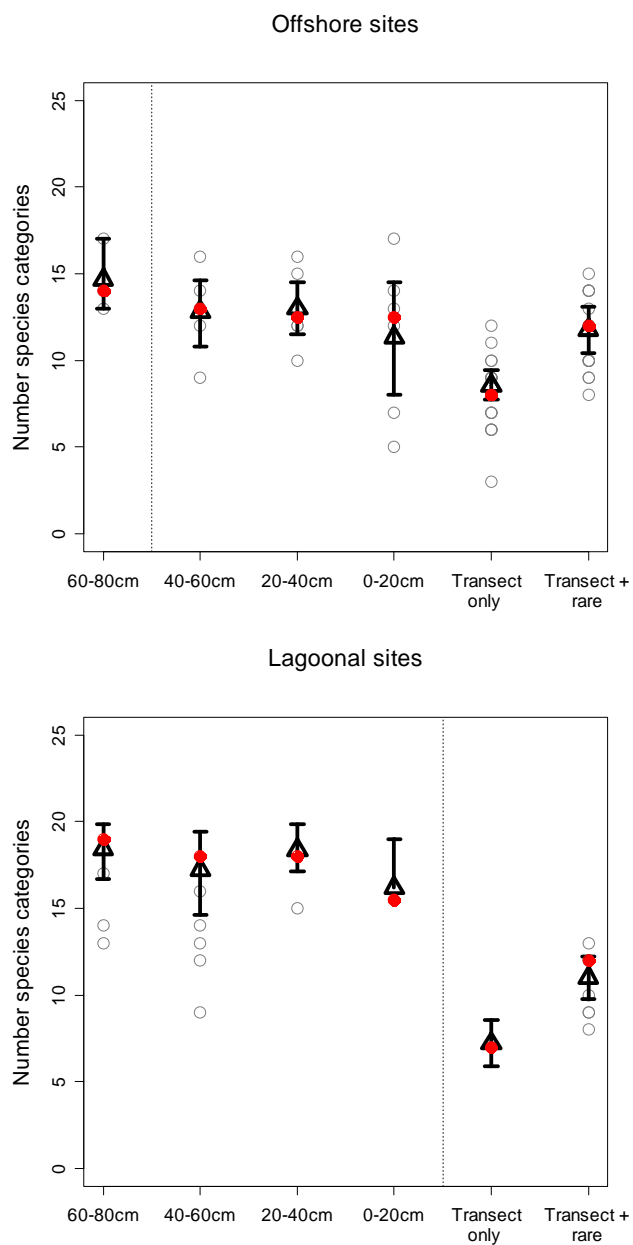 Offshore sites
Number species categories
25
20
15
10
5
0
60-80cm 40-60cm 20-40cm 0-20cm Transect only Transect + rare
Lagoonal sites
Number species categories
25
20
15
10
5
0
60-80cm 40-60cm 20-40cm 0-20cm Transect only Transect + rare